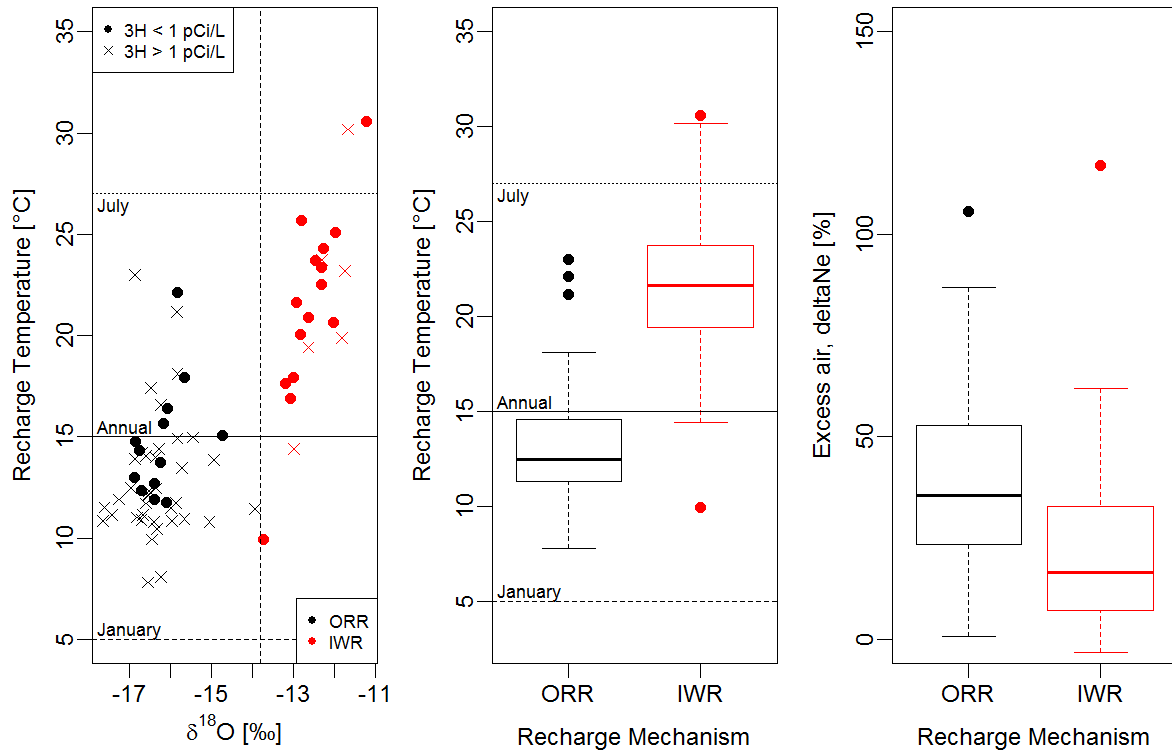 3H < 1 pCi/L
3H > 1 pCi/L
Recharge Temperature [°C]
35
30
25
20
15
10
5
July
Annual
January
ORR
IWR
-17
-15
-13
-11
δ18O [‰]
Recharge Temperature [°C]
35
30
25
20
15
10
5
July
Annual
January
ORR
IWR
Recharge Mechanism
Excess air, deltaNe [%]
150
100
50
0
ORR
IWR
Recharge Mechanism